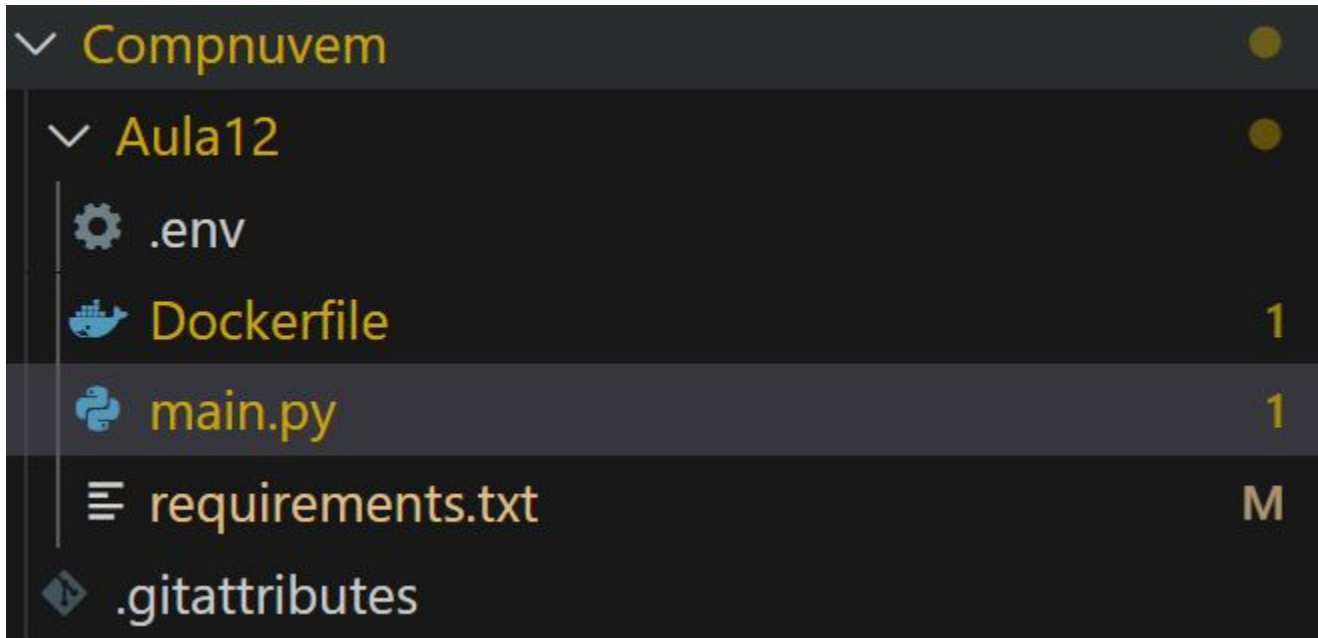 Compnuvem
Aula12
.env
Dockerfile 1
main.py 1
requirements.txt M
.gitattributes